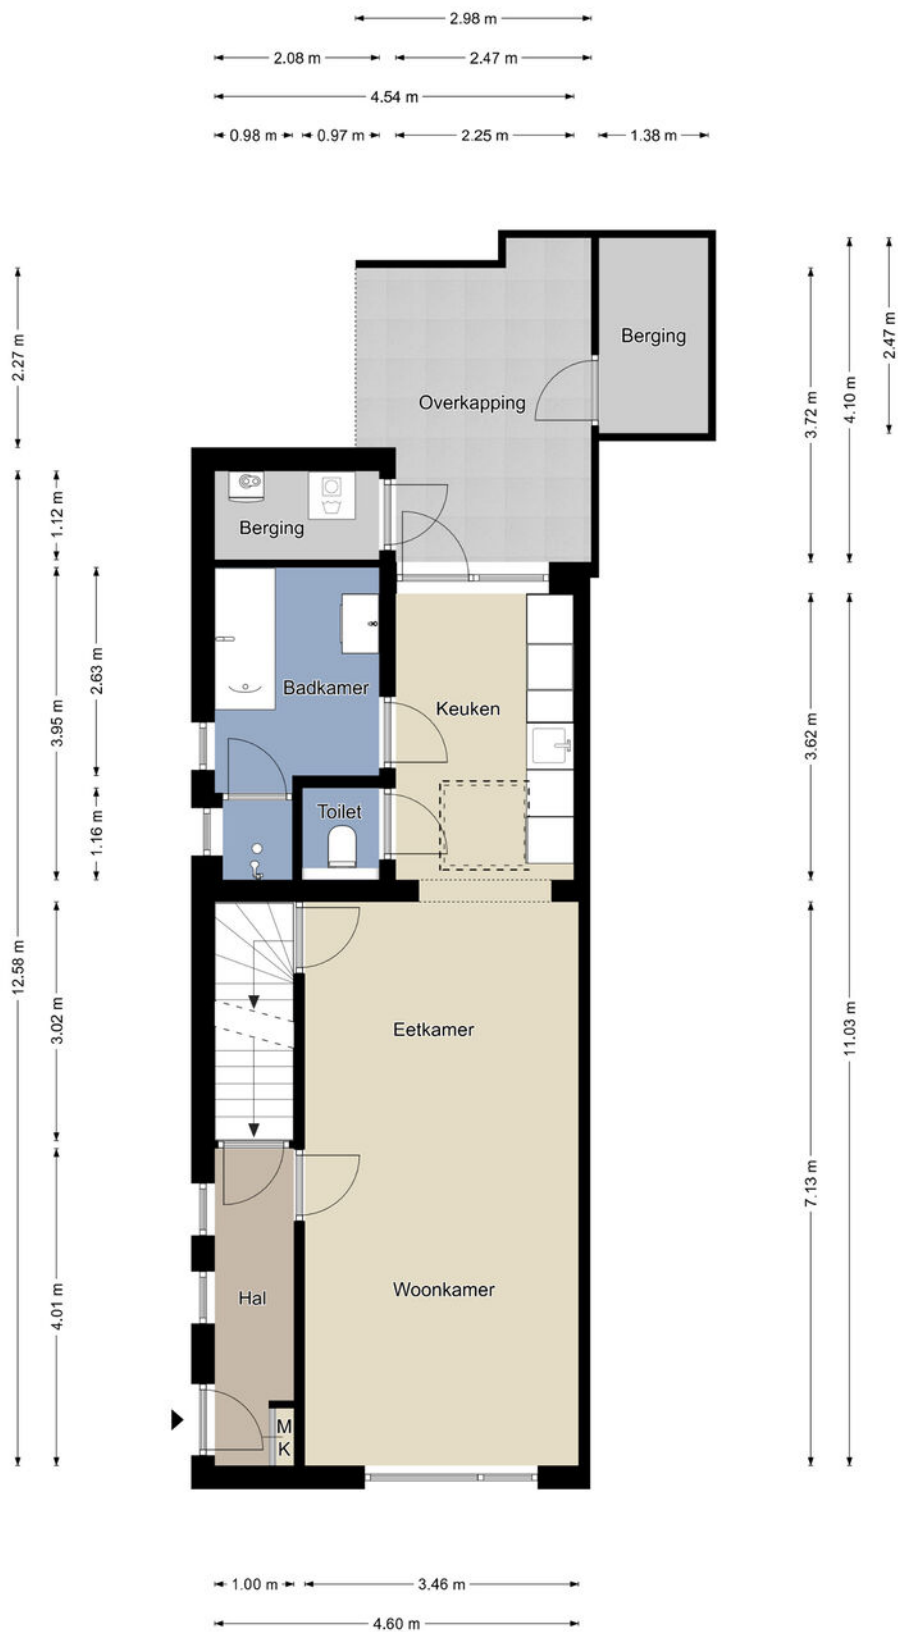 2.98 m
2.08 m
2.47 m
4.54 m
0.98 m
0.97 m
2.25 m
1.38 m
2.27 m
12.58 m
1.12 m
3.95 m
2.63 m
1.16 m
3.02 m
4.01 m
Berging
Overkapping
Berging
Badkamer
Keuken
Toilet
Eetkamer
Woonkamer
Hal
M
K
3.72 m
4.10 m
2.47 m
3.62 m
11.03 m
7.13 m
1.00 m
3.46 m
4.60 m